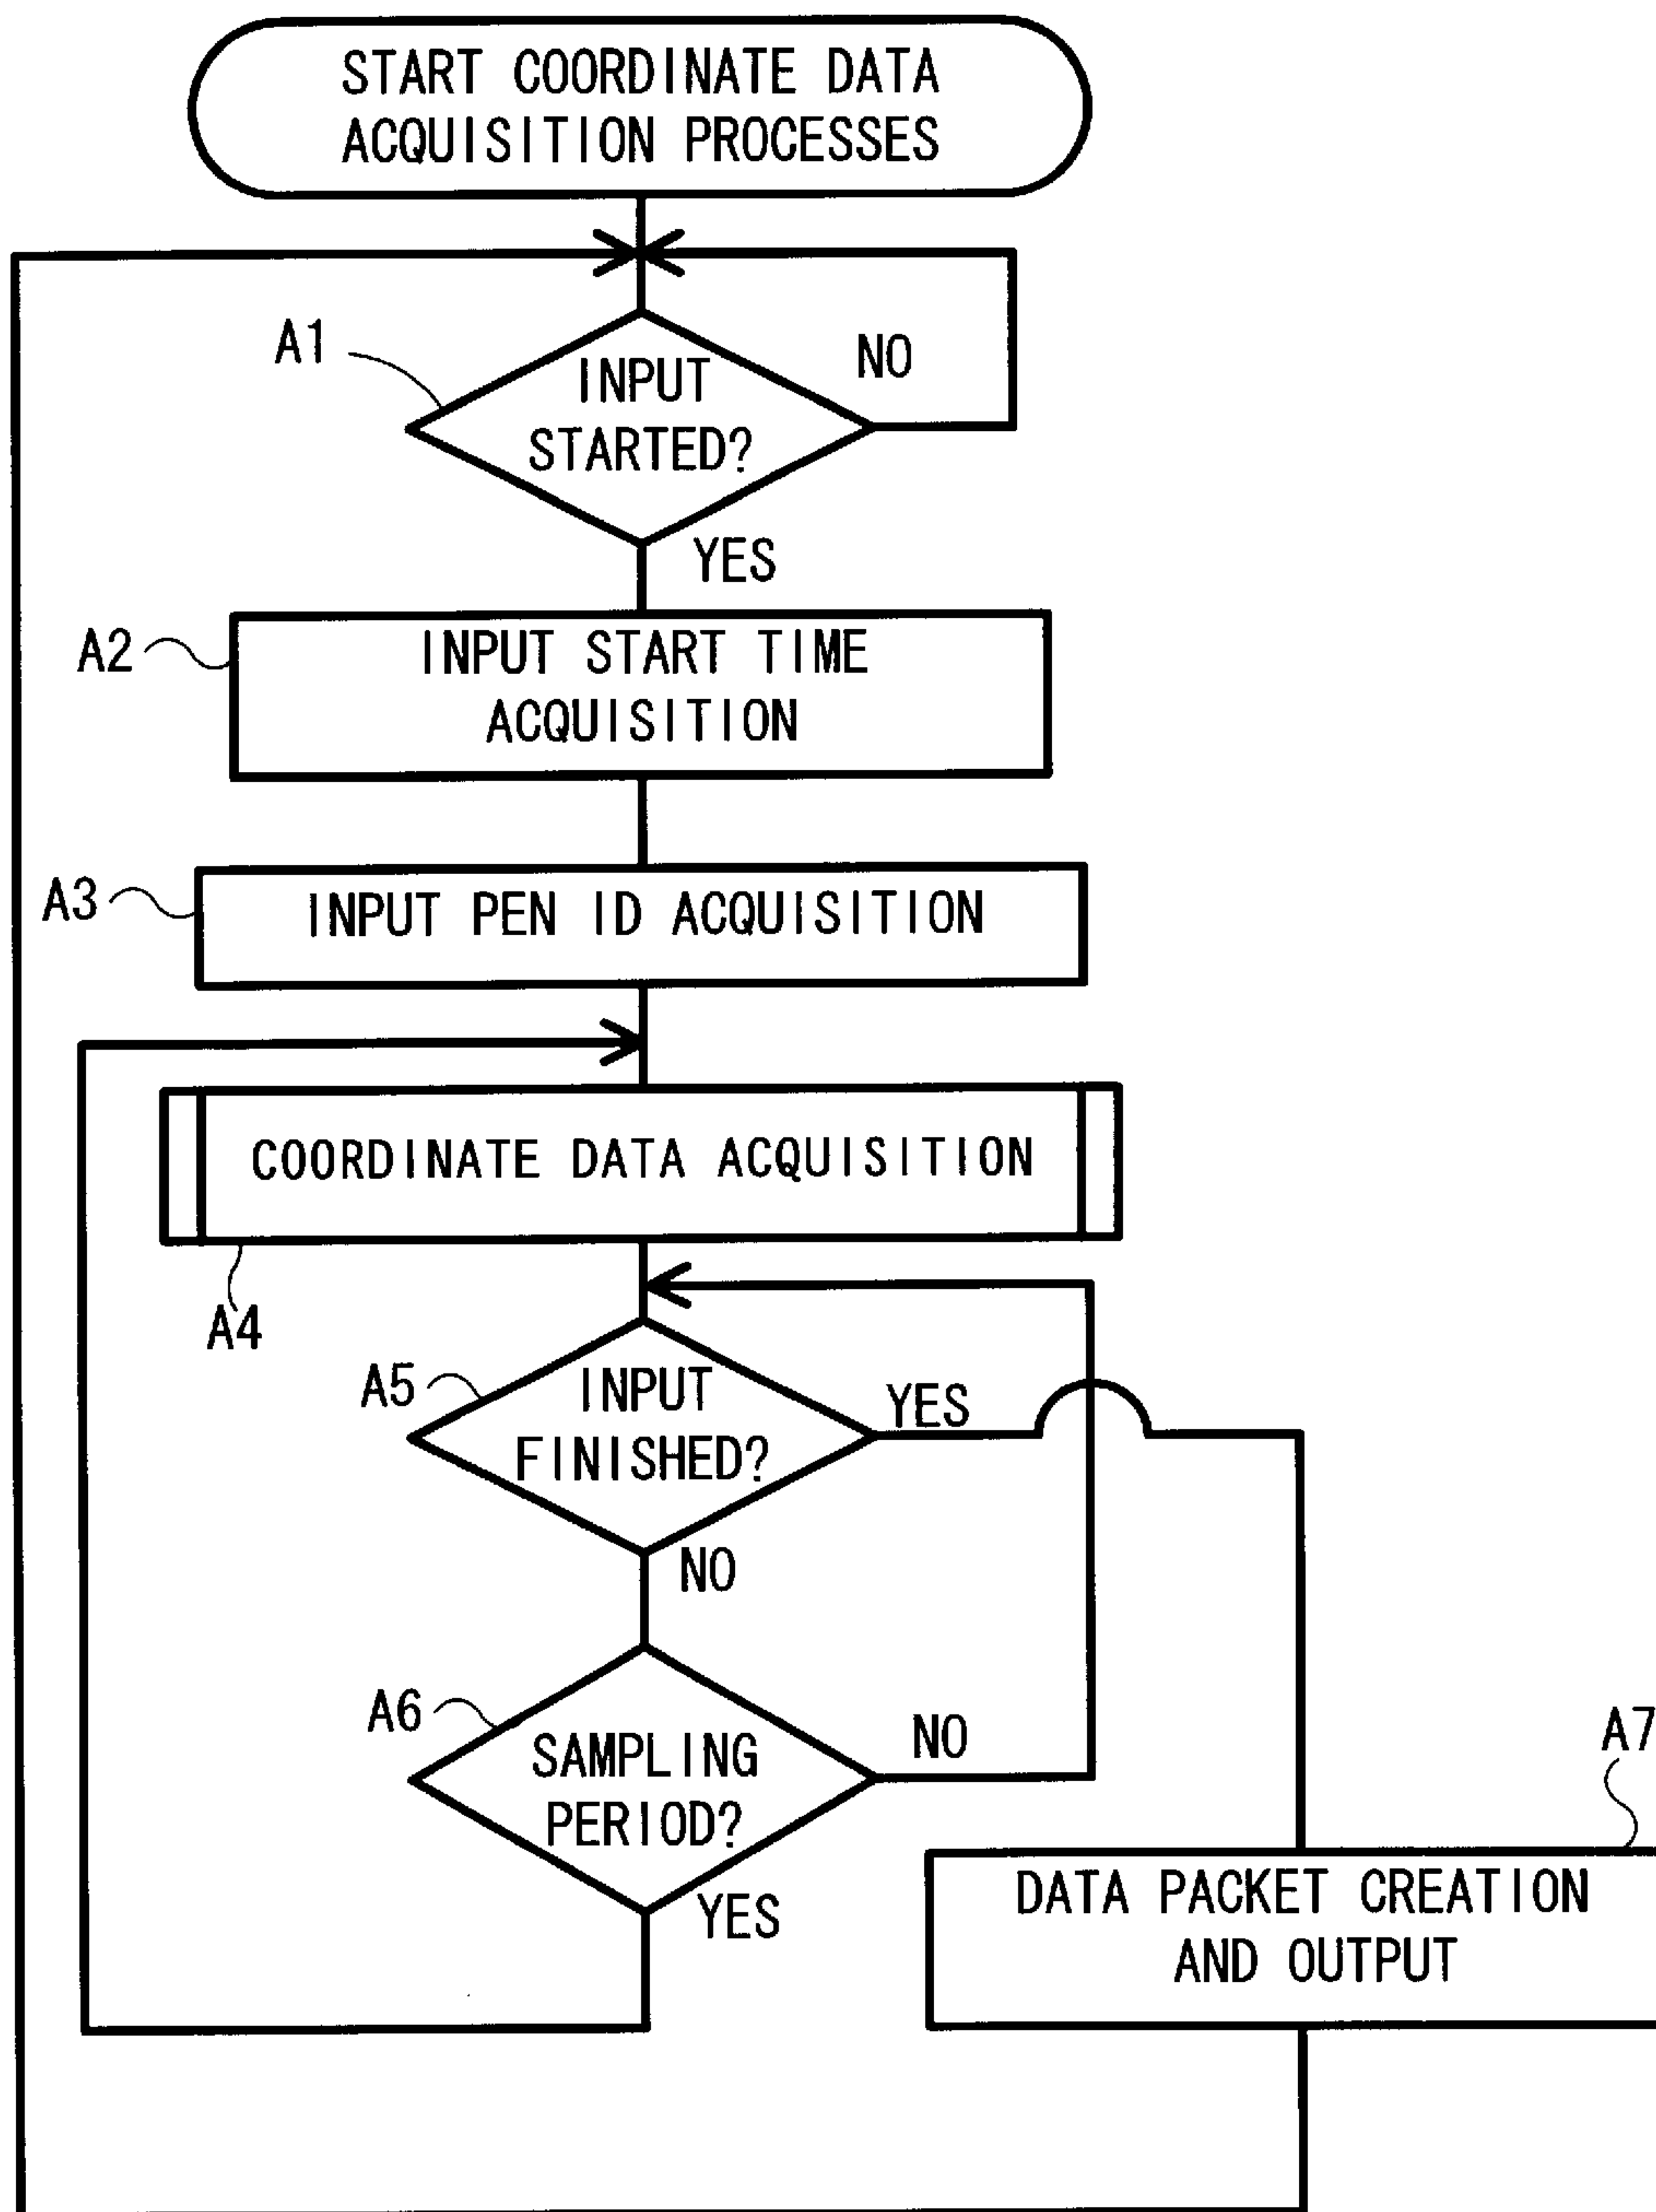 START COORDINATE DATA
ACQUISITION PROCESSES
A1
INPUT
STARTED?
NO
YES
A2
INPUT START TIME
ACQUISITION
A3
INPUT PEN ID ACQUISITION
COORDINATE DATA ACQUISITION
A4
A5
INPUT
FINISHED?
YES
NO
A6
SAMPLING
PERIOD?
NO
YES
A7
DATA PACKET CREATION
AND OUTPUT